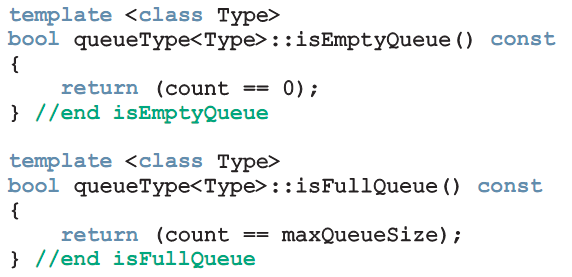 template <class Type>
bool queueType<Type>::isEmptyQueue() const
{
    return (count == 0);
} //end isEmptyQueue

template <class Type>
bool queueType<Type>::isFullQueue() const
{
    return (count == maxQueueSize);
} //end isFullQueue